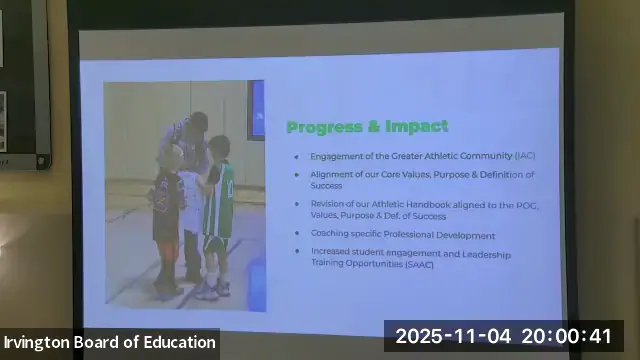 Progress & Impact
• Engagement of the Greater Athletic Community (IAC)
• Alignment of our Core Values, Purpose & Definition of
Success
• Revision of our Athletic Handbook aligned to the POG,
Values, Purpose & Def. of Success
• Coaching specific Professional Development
• Increased student engagement and Leadership
Training Opportunities (SAAC)
Irvington Board of Education
2025-11-04 20:00:41